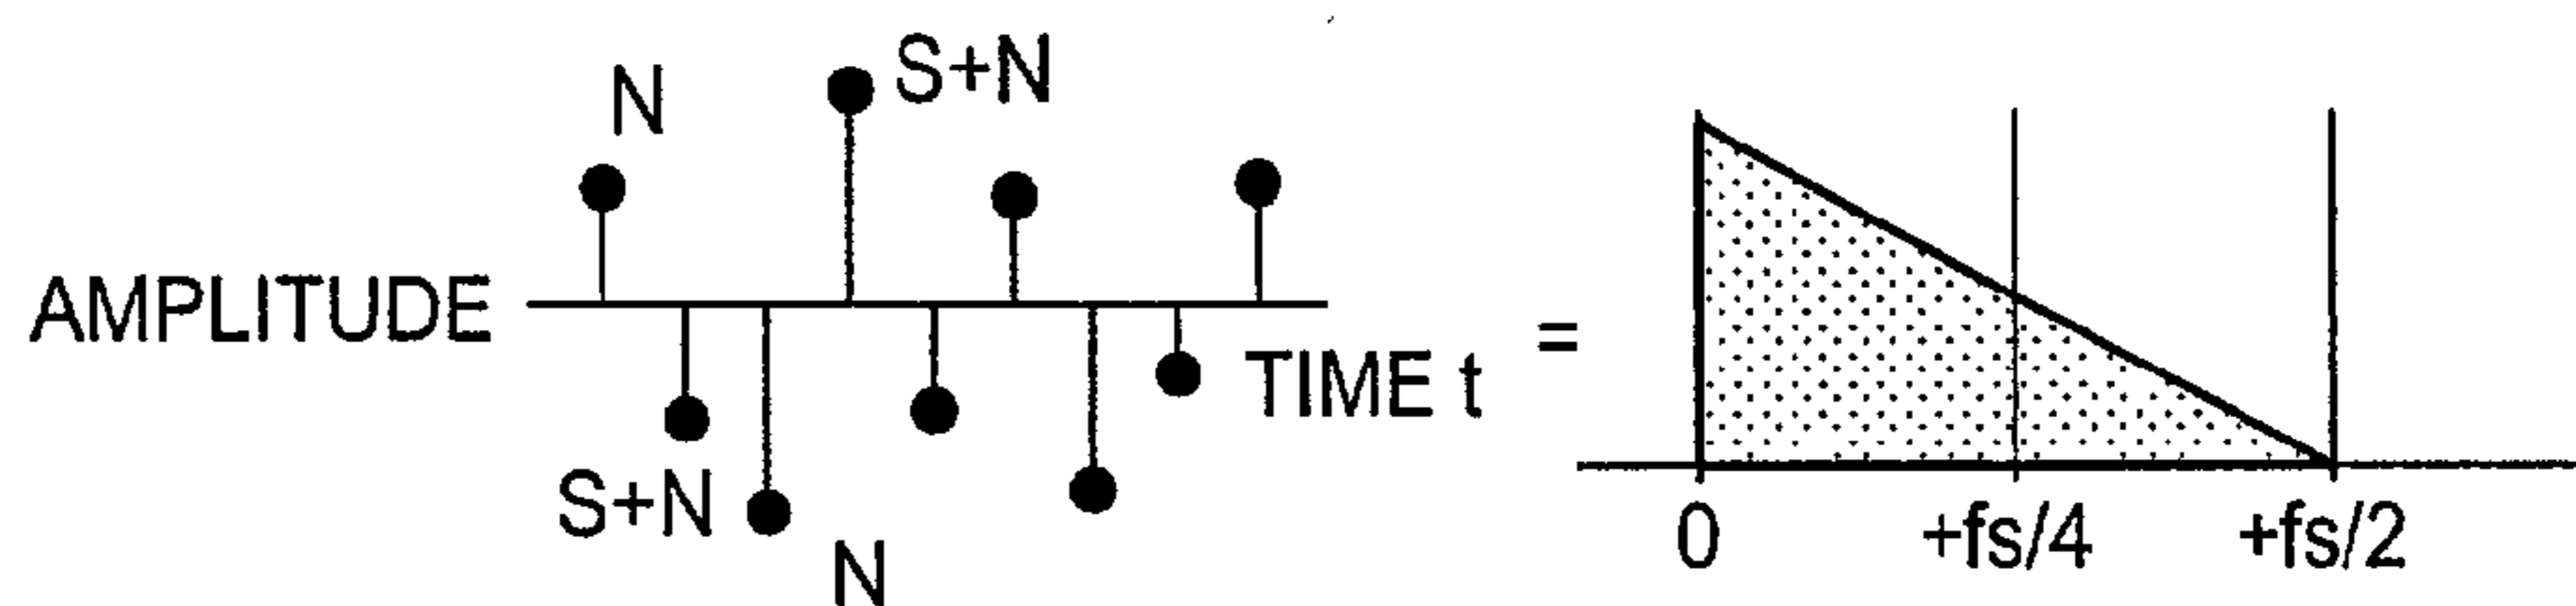 N
S+N
AMPLITUDE
TIME t
=
S+N
N
0
+fs/4
+fs/2